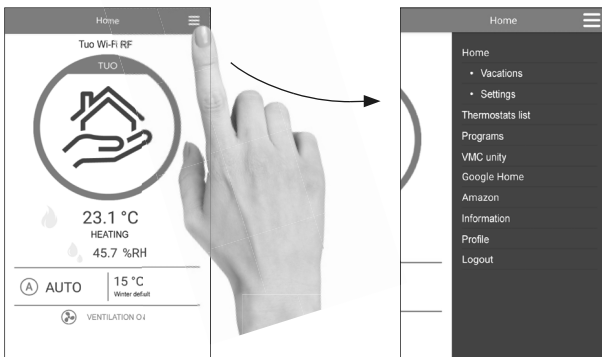 Home
Tuo Wi-Fi RF
TUO
23.1 °C
HEATING
45.7 %RH
A AUTO
15 °C
Winter default
VENTILATION ON
Home
Home
• Vacations
• Settings
Thermostats list
Programs
VMC unity
Google Home
Amazon
Information
Profile
Logout